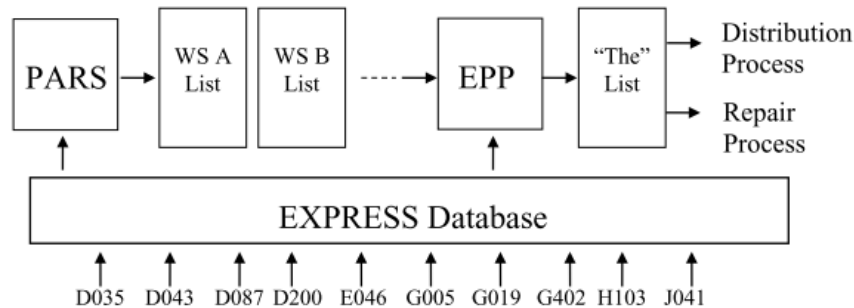 PARS
WS A
List
WS B
List
EPP
“The”
List
Distribution
Process
Repair
Process
EXPRESS Database
D035 D043 D087 D200 E046 G005 G019 G402 H103 J041